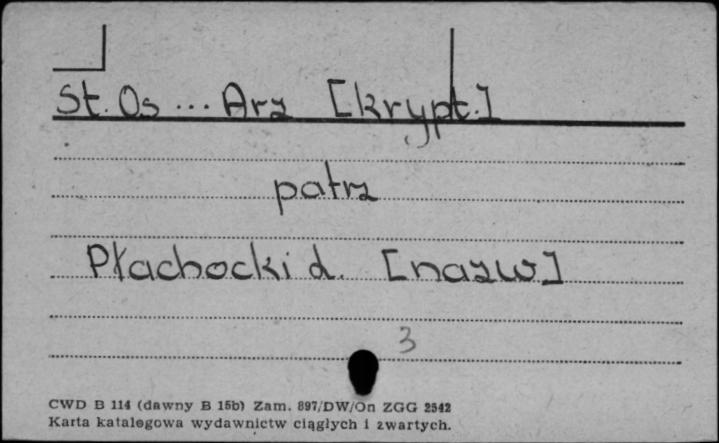 St. Os ... Arz [krypt.]
patrz
Płachocki d. [nazw]
3
CWD B 114 (dawny B 15b) Zam. 897/DW/On ZGG 2542
Karta katalogowa wydawnictw ciągłych i zwartych.